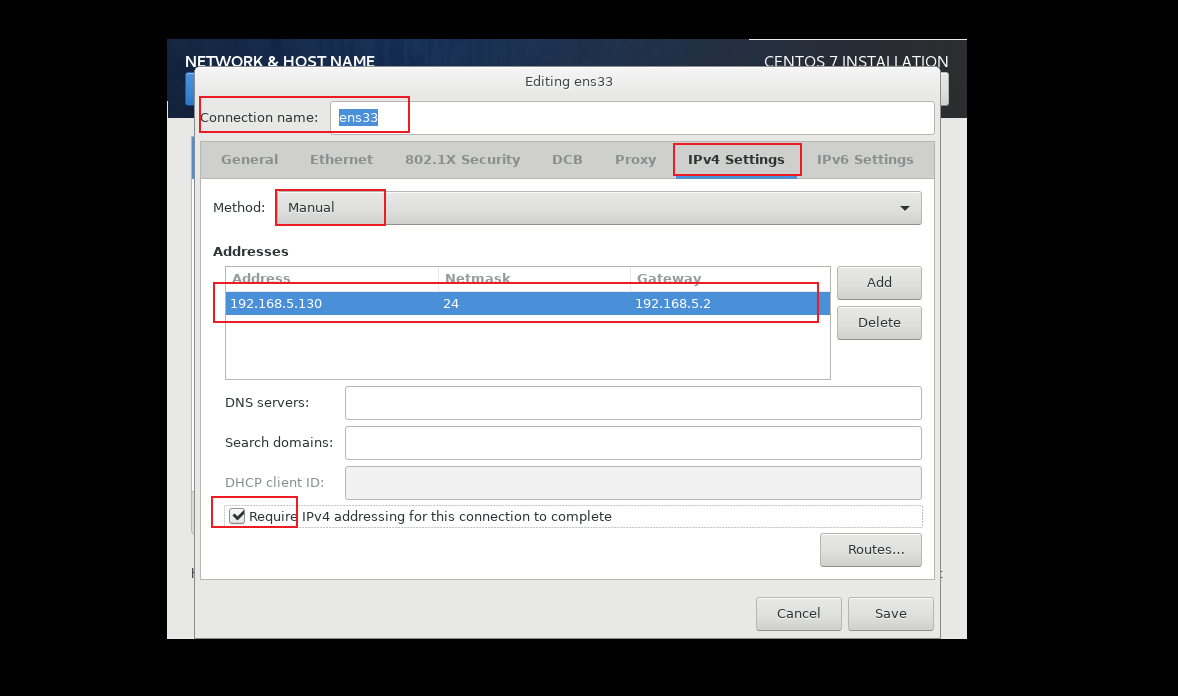 NETWORK & HOST NAME
CENTOS 7 INSTALLATION
Editing ens33
Connection name: ens33
General Ethernet 802.1X Security DCB Proxy IPv4 Settings IPv6 Settings
Method: Manual
Addresses
Address Netmask Gateway
192.168.5.130 24 192.168.5.2
Add
Delete
DNS servers:
Search domains:
DHCP client ID:
Require IPv4 addressing for this connection to complete
Routes...
Cancel Save